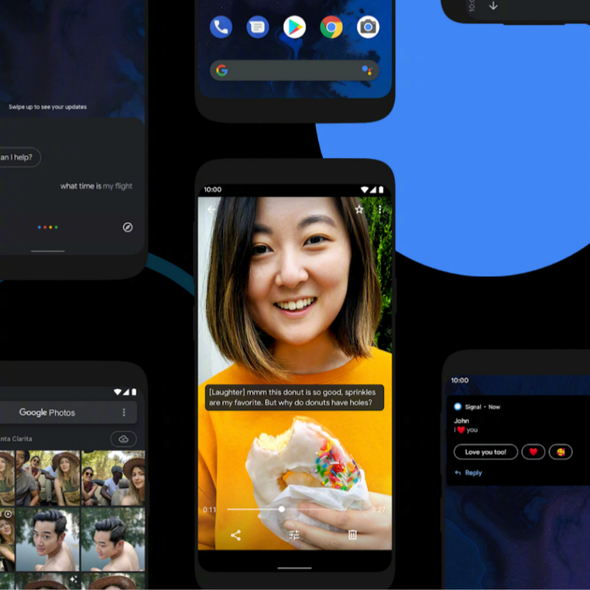 Swipe up to see your updates
an I help?
what time is my flight
10:00
[Laughter] mmm this donut is so good, sprinkles
are my favorite. But why do donuts have holes?
0:11
Google Photos
nta Clarita
10:00
Signal • Now
John
I ❤️ you
Love you too! ❤️ 🥰
Reply